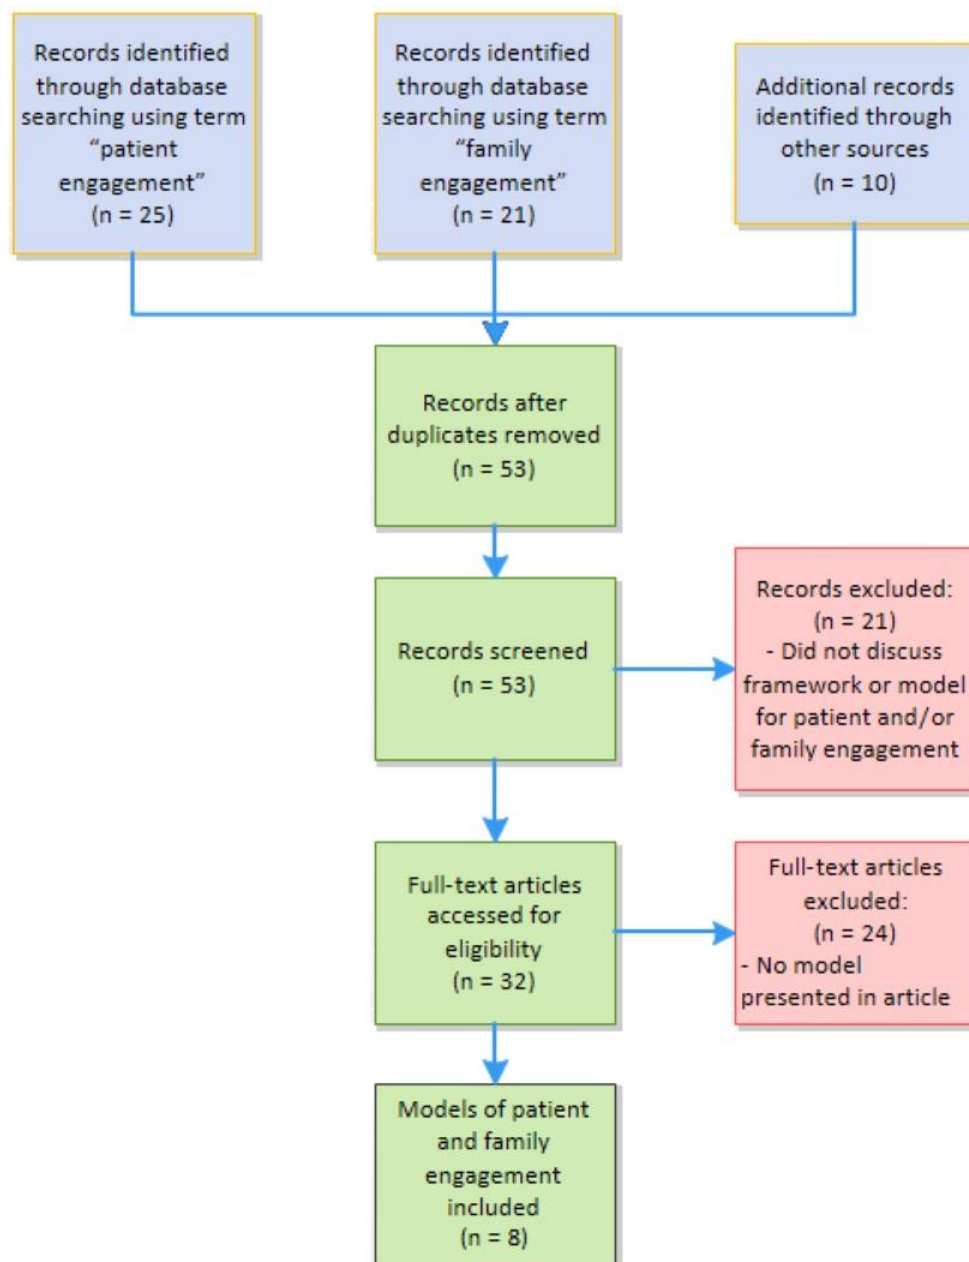 Records identified
through database
searching using term
“patient
engagement”
(n = 25)
Records identified
through database
searching using term
“family
engagement”
(n = 21)
Additional records
identified through
other sources
(n = 10)
Records after
duplicates removed
(n = 53)
Records screened
(n = 53)
Records excluded:
(n = 21)
- Did not discuss
framework or model
for patient and/or
family engagement
Full-text articles
accessed for
eligibility
(n = 32)
Full-text articles
excluded:
(n = 24)
- No model
presented in article
Models of patient
and family
engagement
included
(n = 8)